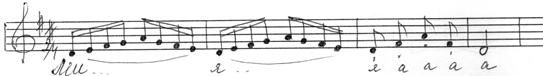 Ми... я.. ё а а а а